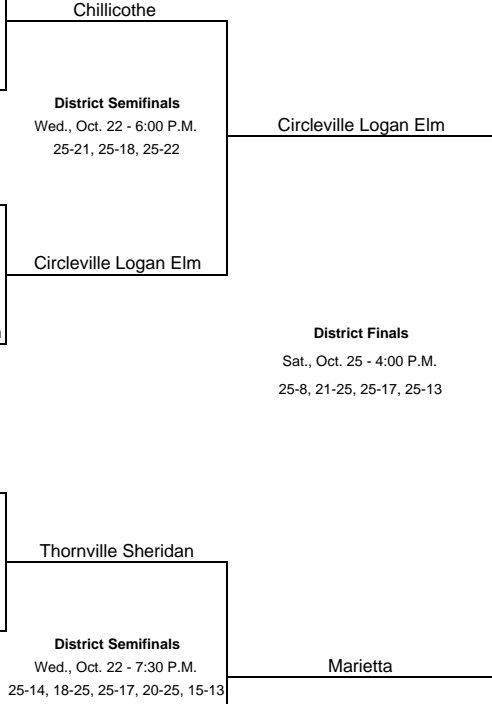 Chillicothe
District Semifinals
Wed., Oct. 22 - 6:00 P.M.
25-21, 25-18, 25-22
Circleville Logan Elm
Circleville Logan Elm
District Finals
Sat., Oct. 25 - 4:00 P.M.
25-8, 21-25, 25-17, 25-13
Thornville Sheridan
District Semifinals
Wed., Oct. 22 - 7:30 P.M.
25-14, 18-25, 25-17, 20-25, 15-13
Marietta